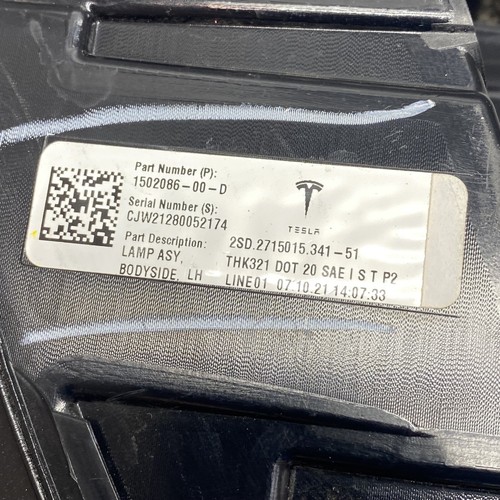 Part Number (P):
1502086-00-D
Serial Number (S):
CJW21280052174
Part Description:
LAMP ASY,
BODYSIDE, LH
TESLA
2SD.2715015.341-51
THK321 DOT 20 SAE I S T P2
LINE01 07.10.21 14:07:33